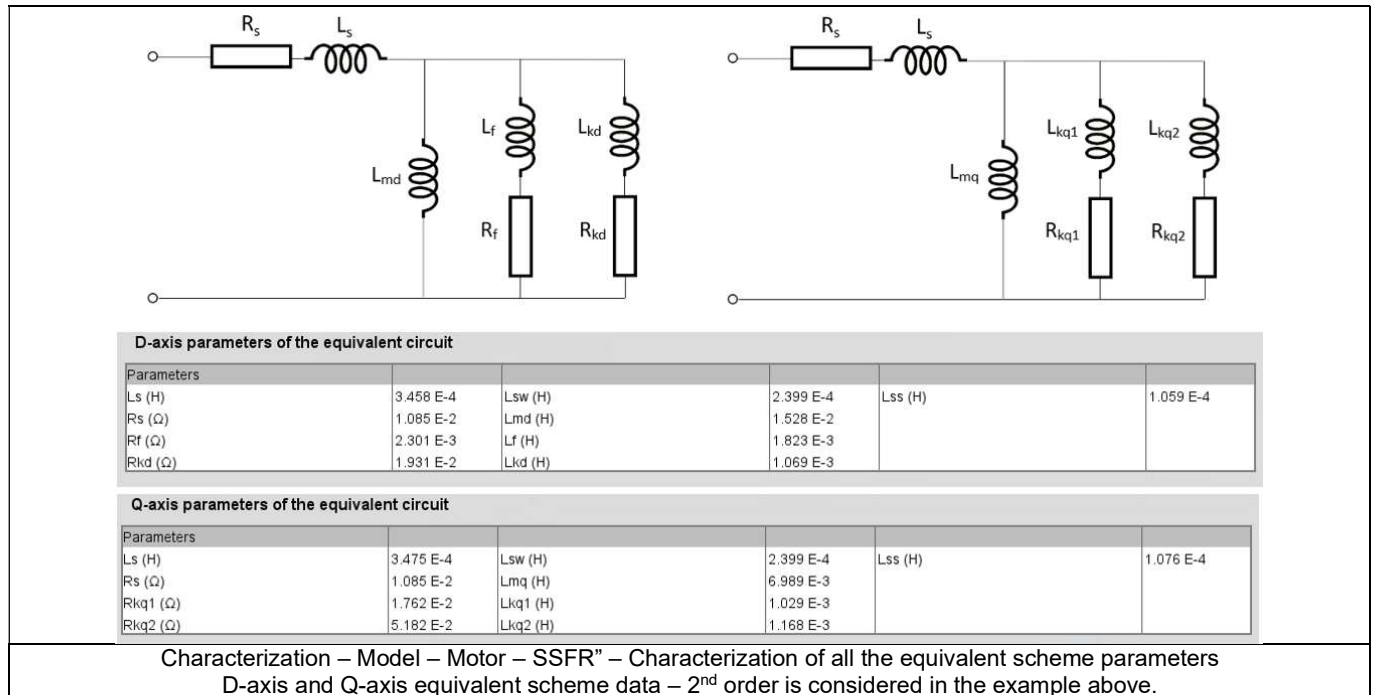 Rs Ls Rs Ls
Lf Lkd Lkq1 Lkq2
Lmd Lmq
Rf Rkd Rkq1 Rkq2
D-axis parameters of the equivalent circuit
Parameters
Ls (H) 3.458 E-4 Lsw (H) 2.399 E-4 Lss (H) 1.059 E-4
Rs (Ω) 1.085 E-2 Lmd (H) 1.528 E-2
Rf (Ω) 2.301 E-3 Lf (H) 1.823 E-3
Rkd (Ω) 1.931 E-2 Lkd (H) 1.069 E-3
Q-axis parameters of the equivalent circuit
Parameters
Ls (H) 3.475 E-4 Lsw (H) 2.399 E-4 Lss (H) 1.076 E-4
Rs (Ω) 1.085 E-2 Lmq (H) 6.989 E-3
Rkq1 (Ω) 1.762 E-2 Lkq1 (H) 1.029 E-3
Rkq2 (Ω) 5.182 E-2 Lkq2 (H) 1.168 E-3
Characterization – Model – Motor – SSFR” – Characterization of all the equivalent scheme parameters
D-axis and Q-axis equivalent scheme data – 2nd order is considered in the example above.